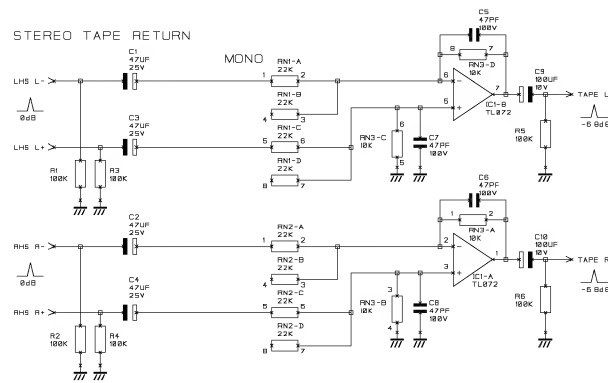 STEREO TAPE RETURN
MONO
C1
47UF
25V
LHS L-
0dB
RN1-A
22K
1 2
RN1-B
22K
4 3
C3
47UF
25V
LHS L+
RN1-C
22K
5 6
RN1-D
22K
8 7
R1
100K
R3
100K
C5
47PF
100V
8 7
RN3-D
10K
6
5
7
IC1-B
TL072
RN3-C
10K
6
5
C7
47PF
100V
C9
100UF
10V
TAPE L
R5
100K
-6 8dB
C2
47UF
25V
RHS R-
0dB
RN2-A
22K
1 2
RN2-B
22K
4 3
C4
47UF
25V
RHS R+
RN2-C
22K
RN2-D
22K
8 7
R2
100K
R4
100K
C6
47PF
100V
1 2
RN3-A
10K
2
3
1
IC1-A
TL072
RN3-B
10K
3
4
C8
47PF
100V
C10
100UF
10V
TAPE R
R6
100K